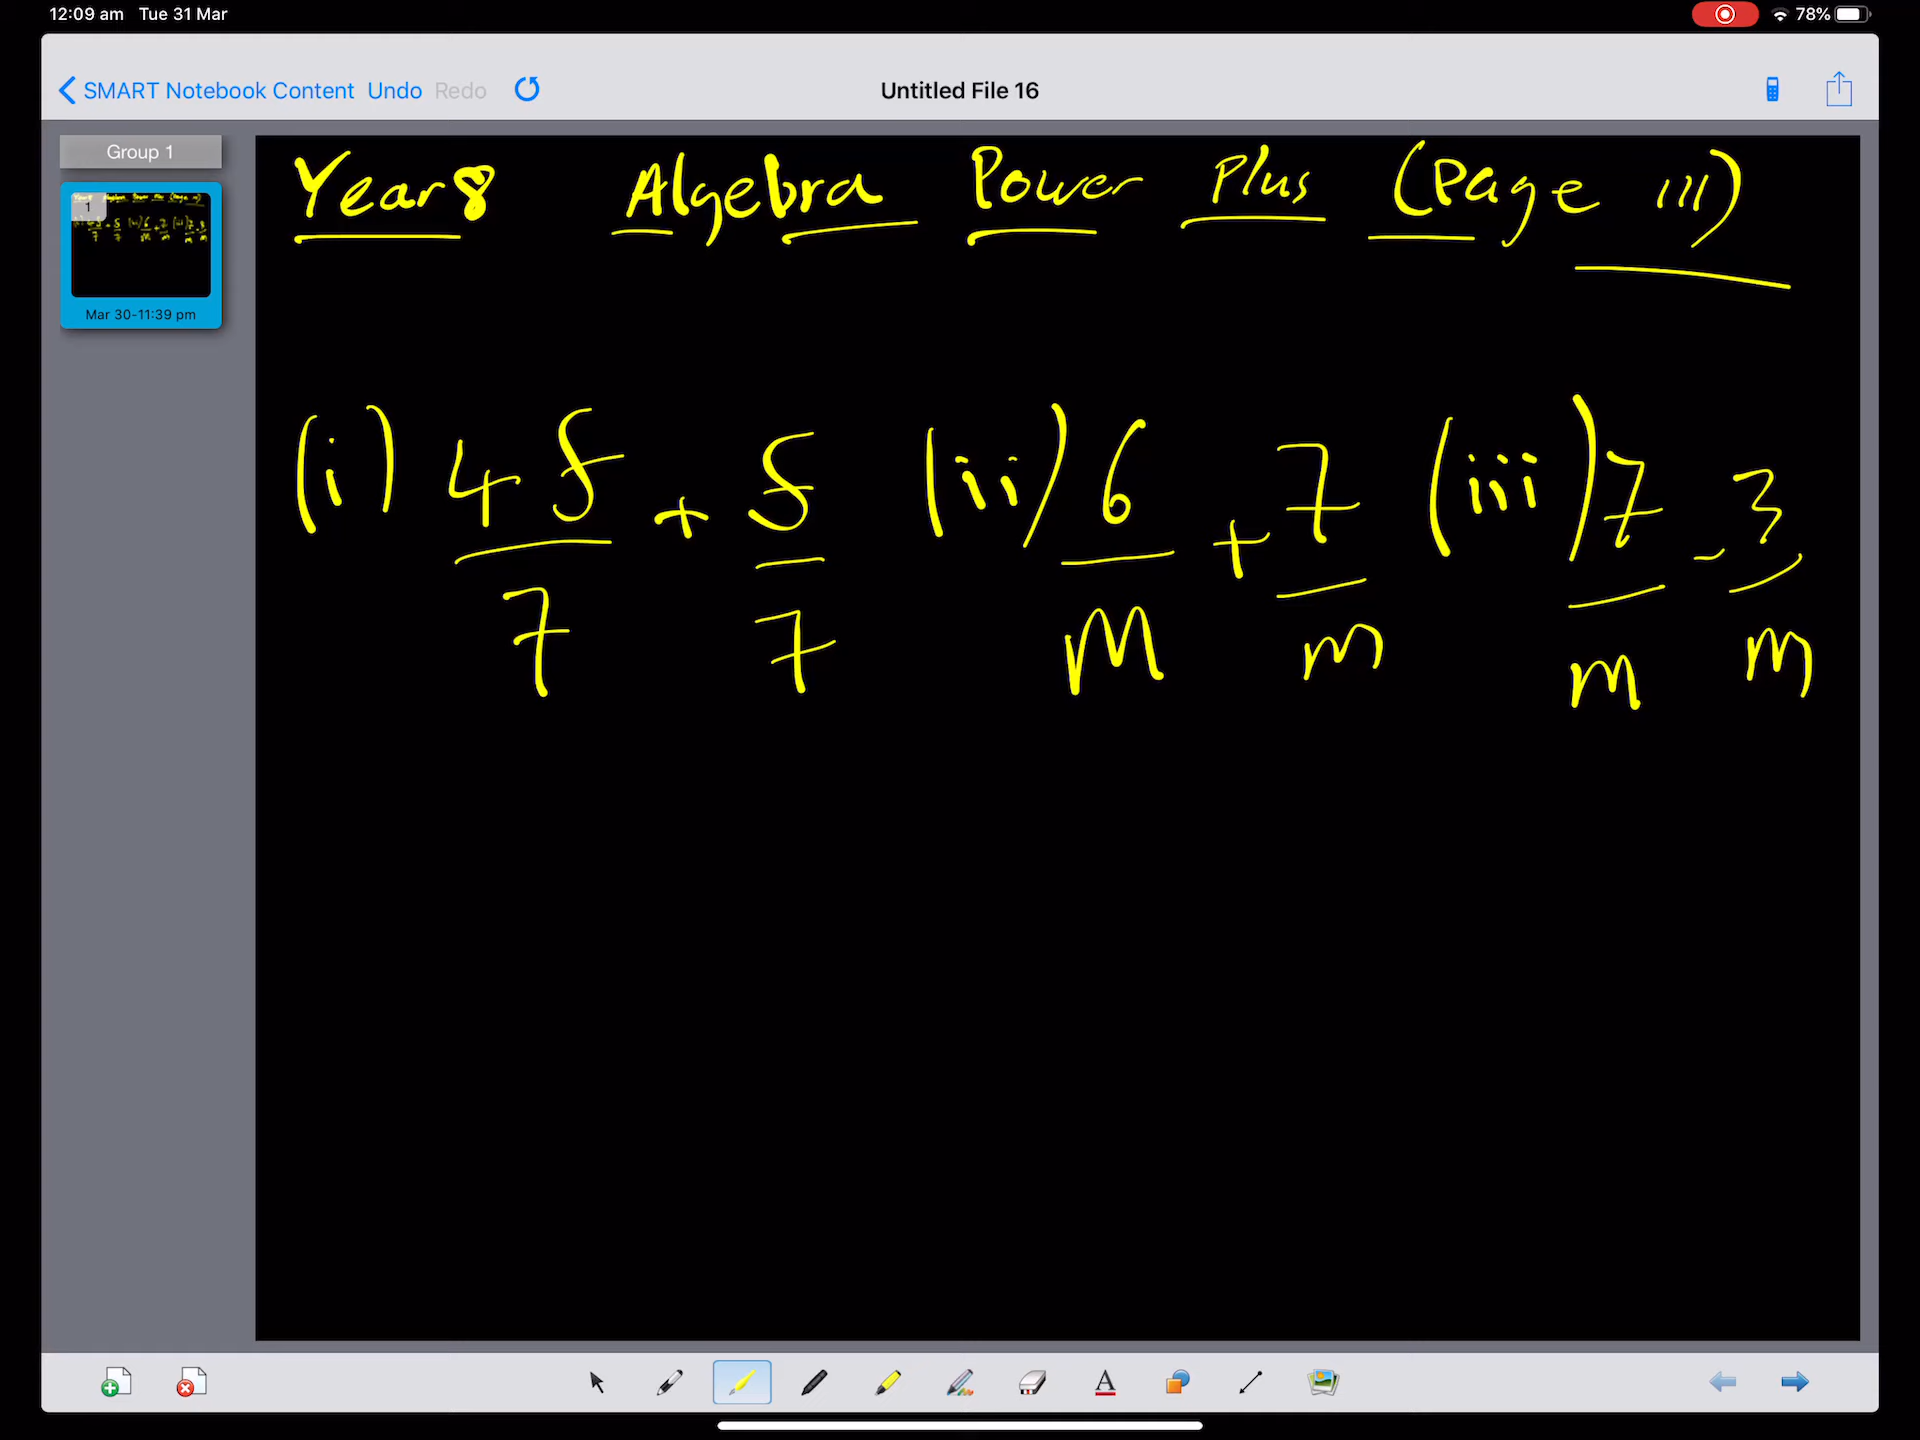 12:09 am Tue 31 Mar 78%
SMART Notebook Content Undo Redo Untitled File 16
Group 1
1
Mar 30-11:39 pm
Year 8 Algebra Power Plus (Page 111)
(i) 4f/7 + f/7 (ii) 6/m + 7/m (iii) 7/m - 3/m
A